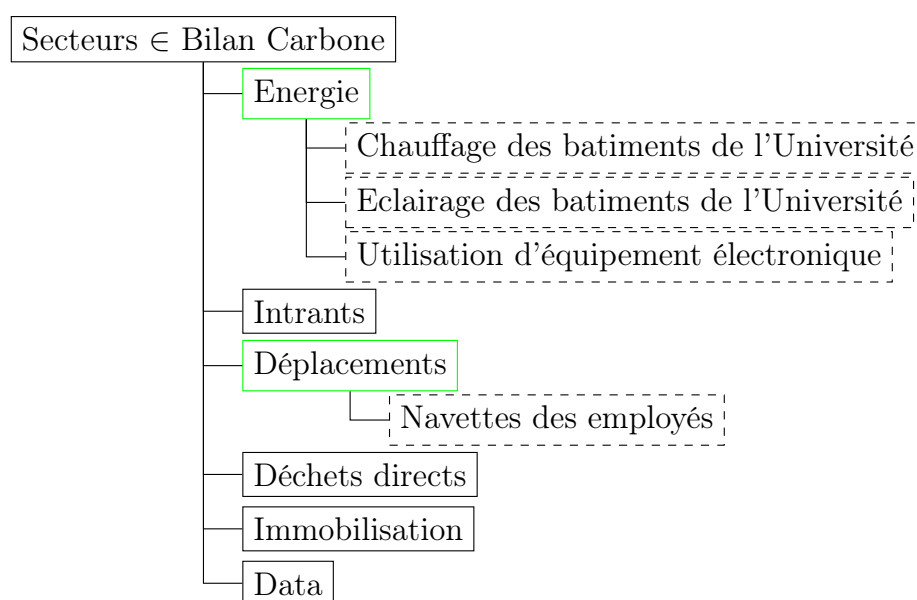 Secteurs ∈ Bilan Carbone
Energie
Chauffage des batiments de l'Université
Eclairage des batiments de l'Université
Utilisation d'équipement électronique
Intrants
Déplacements
Navettes des employés
Déchets directs
Immobilisation
Data